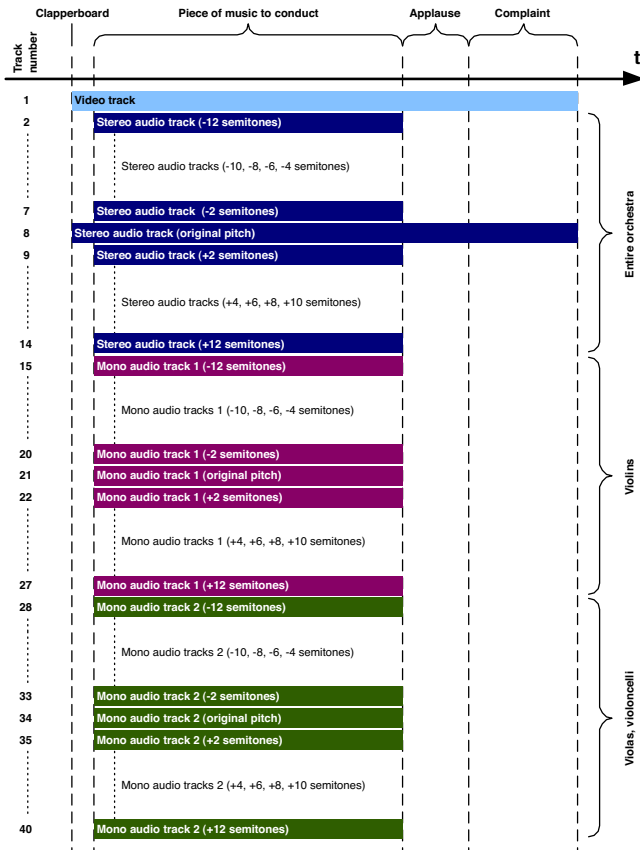 Clapperboard
Piece of music to conduct
Applause
Complaint
Track number
t
1 Video track
2 Stereo audio track (-12 semitones)
Stereo audio tracks (-10, -8, -6, -4 semitones)
7 Stereo audio track (-2 semitones)
8 Stereo audio track (original pitch)
9 Stereo audio track (+2 semitones)
Stereo audio tracks (+4, +6, +8, +10 semitones)
14 Stereo audio track (+12 semitones)
Entire orchestra
15 Mono audio track 1 (-12 semitones)
Mono audio tracks 1 (-10, -8, -6, -4 semitones)
20 Mono audio track 1 (-2 semitones)
21 Mono audio track 1 (original pitch)
22 Mono audio track 1 (+2 semitones)
Mono audio tracks 1 (+4, +6, +8, +10 semitones)
27 Mono audio track 1 (+12 semitones)
Violins
28 Mono audio track 2 (-12 semitones)
Mono audio tracks 2 (-10, -8, -6, -4 semitones)
33 Mono audio track 2 (-2 semitones)
34 Mono audio track 2 (original pitch)
35 Mono audio track 2 (+2 semitones)
Mono audio tracks 2 (+4, +6, +8, +10 semitones)
40 Mono audio track 2 (+12 semitones)
Violas, violoncelli